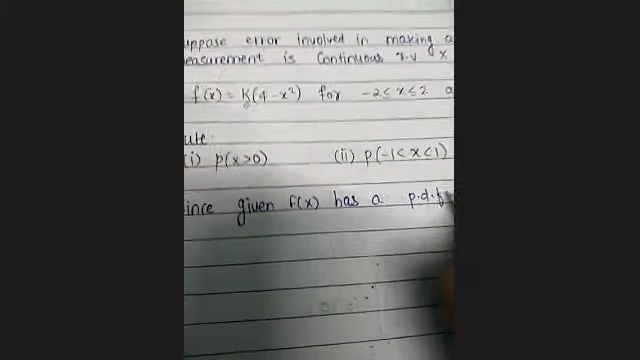 uppose error involved in making a
easurement is Continuous r.v x
f(x) = k(4-x²) for -2≤x≤2
ute:
(i) p(x>0) (ii) p(-1<x<1)
ince given f(x) has a p.d.f